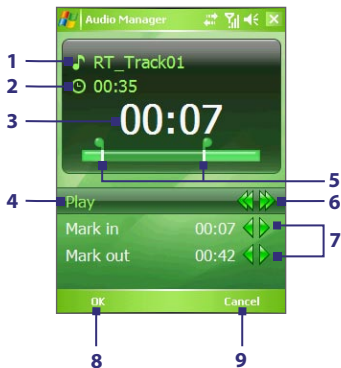 Audio Manager
1 RT_Track01
2 00:35
3 00:07
5
4 Play 6
Mark in 00:07
7
Mark out 00:42
OK Cancel
8 9